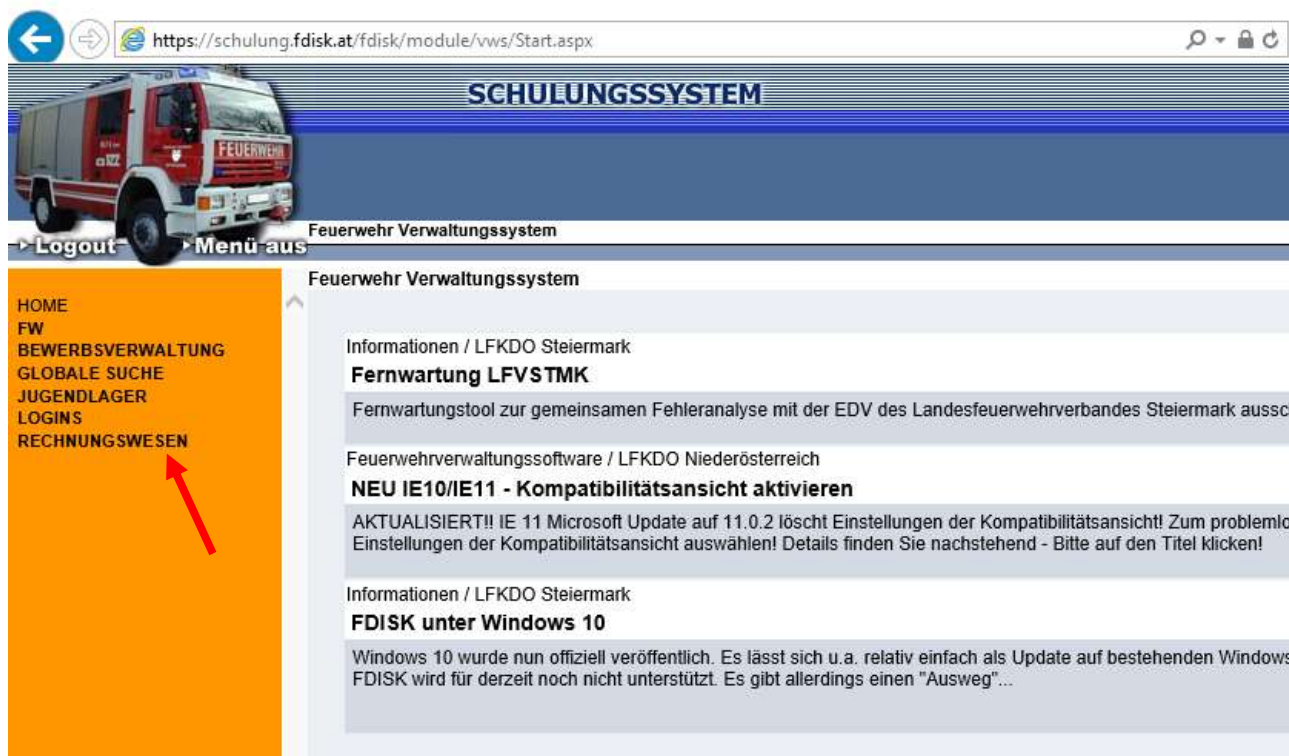 https://schulung.fdisk.at/fdisk/module/vws/Start.aspx
SCHULUNGSSYSTEM
FEUERWEHR
Logout
Menü aus
Feuerwehr Verwaltungssystem
Feuerwehr Verwaltungssystem
HOME
FW
BEWERBSVERWALTUNG
GLOBALE SUCHE
JUGENDLAGER
LOGINS
RECHNUNGSWESEN
Informationen / LFKDO Steiermark
Fernwartung LFVSTMK
Fernwartungstool zur gemeinsamen Fehleranalyse mit der EDV des Landesfeuerwehrverbandes Steiermark aussc
Feuerwehrverwaltungssoftware / LFKDO Niederösterreich
NEU IE10/IE11 - Kompatibilitätsansicht aktivieren
AKTUALISIERT!! IE 11 Microsoft Update auf 11.0.2 löscht Einstellungen der Kompatibilitätsansicht! Zum problemlo
Einstellungen der Kompatibilitätsansicht auswählen! Details finden Sie nachstehend - Bitte auf den Titel klicken!
Informationen / LFKDO Steiermark
FDISK unter Windows 10
Windows 10 wurde nun offiziell veröffentlich. Es lässt sich u.a. relativ einfach als Update auf bestehenden Windows
FDISK wird für derzeit noch nicht unterstützt. Es gibt allerdings einen "Ausweg"...